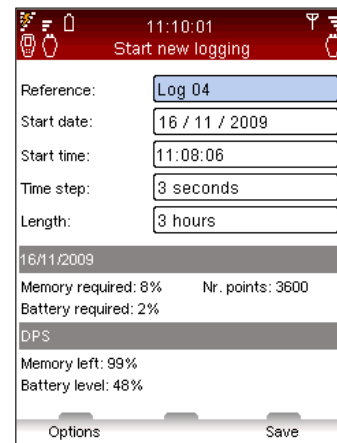 11:10:01
Start new logging
Reference: Log 04
Start date: 16 / 11 / 2009
Start time: 11:08:06
Time step: 3 seconds
Length: 3 hours
16/11/2009
Memory required: 8% Nr. points: 3600
Battery required: 2%
DPS
Memory left: 99%
Battery level: 48%
Options Save